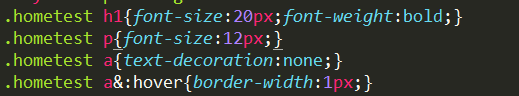 .hometest h1{font-size:20px;font-weight:bold;}
.hometest p{font-size:12px;}
.hometest a{text-decoration:none;}
.hometest a&:hover{border-width:1px;}